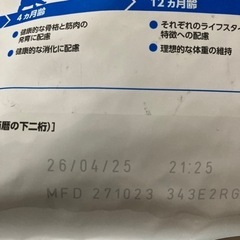 4ヵ月齢
12ヵ月齢
• 健康的な骨格と筋肉の
発育に配慮
• 健康的な消化に配慮
• それぞれのライフスタイ
特徴への配慮
• 理想的な体重の維持
暦の下二桁)]
26/04/25 21:25
MFD 271023 343E2RG